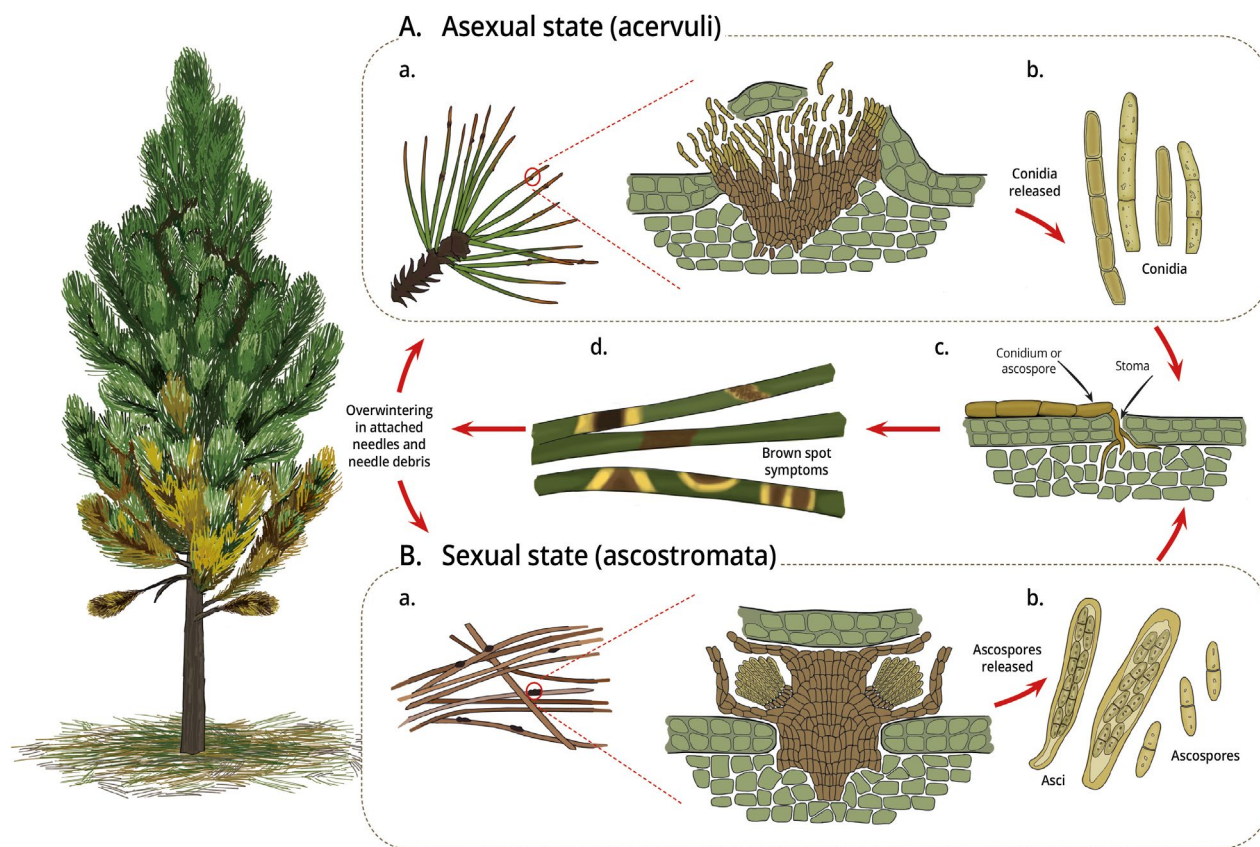 A. Asexual state (acervuli)
a.
b.
Conidia
released
Conidia
d.
c.
Conidium or
ascospore
Stoma
Overwintering
in attached
needles and
needle debris
Brown spot
symptoms
B. Sexual state (ascostromata)
a.
b.
Ascospores
released
Asci
Ascospores